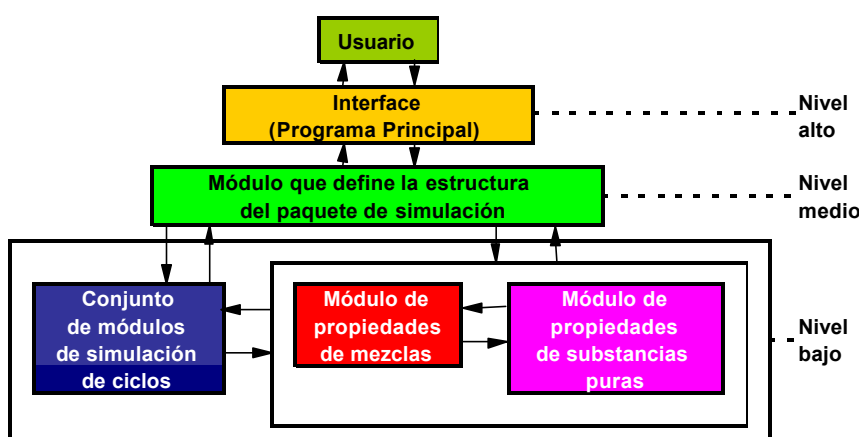 Usuario
Interface
(Programa Principal)
Nivel
alto
Módulo que define la estructura
del paquete de simulación
Nivel
medio
Conjunto
de módulos
de simulación
de ciclos
Módulo de
propiedades
de mezclas
Módulo de
propiedades
de substancias
puras
Nivel
bajo